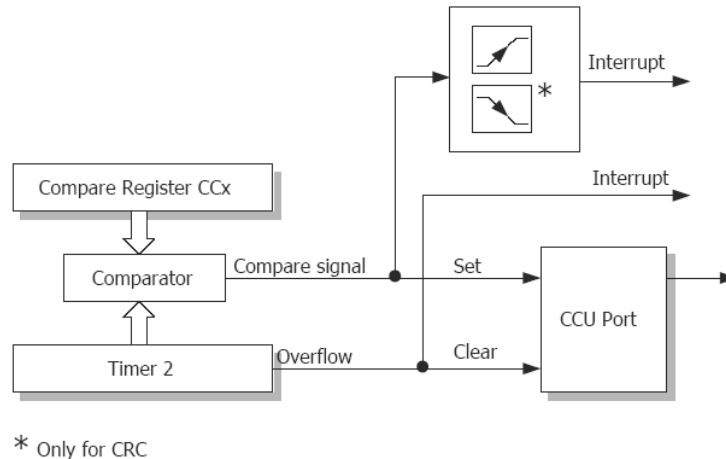 Interrupt
*
Compare Register CCx
Interrupt
Comparator
Compare signal
Set
CCU Port
Timer 2
Overflow
Clear
* Only for CRC